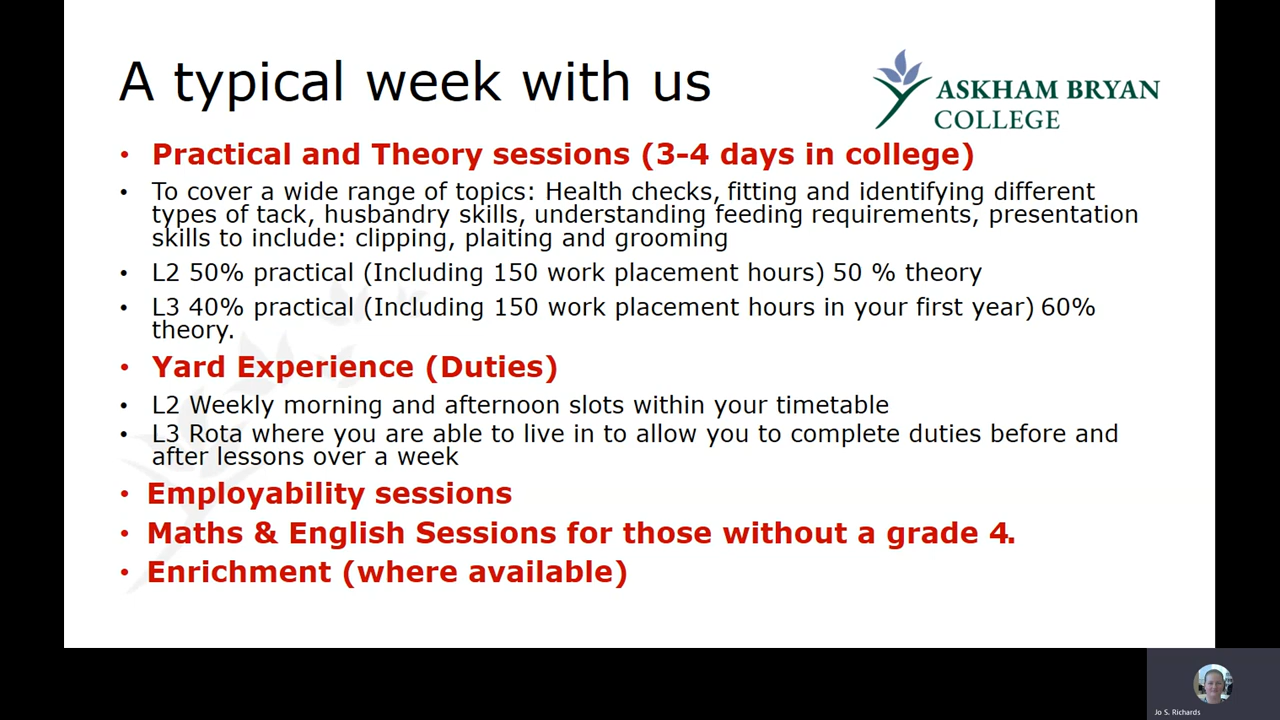 A typical week with us
ASKHAM BRYAN
COLLEGE
• Practical and Theory sessions (3-4 days in college)
• To cover a wide range of topics: Health checks, fitting and identifying different
types of tack, husbandry skills, understanding feeding requirements, presentation
skills to include: clipping, plaiting and grooming
• L2 50% practical (Including 150 work placement hours) 50 % theory
• L3 40% practical (Including 150 work placement hours in your first year) 60%
theory.
• Yard Experience (Duties)
• L2 Weekly morning and afternoon slots within your timetable
• L3 Rota where you are able to live in to allow you to complete duties before and
after lessons over a week
• Employability sessions
• Maths & English Sessions for those without a grade 4.
• Enrichment (where available)
Jo S. Richards